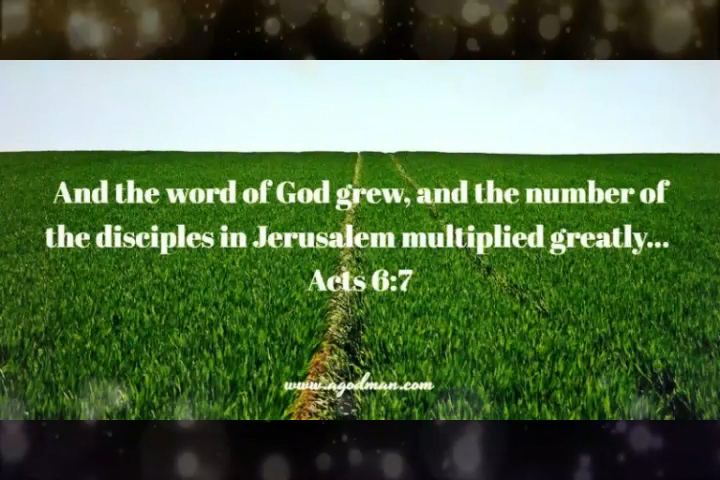 And the word of God grew, and the number of
the disciples in Jerusalem multiplied greatly...
Acts 6:7
www.agodman.com